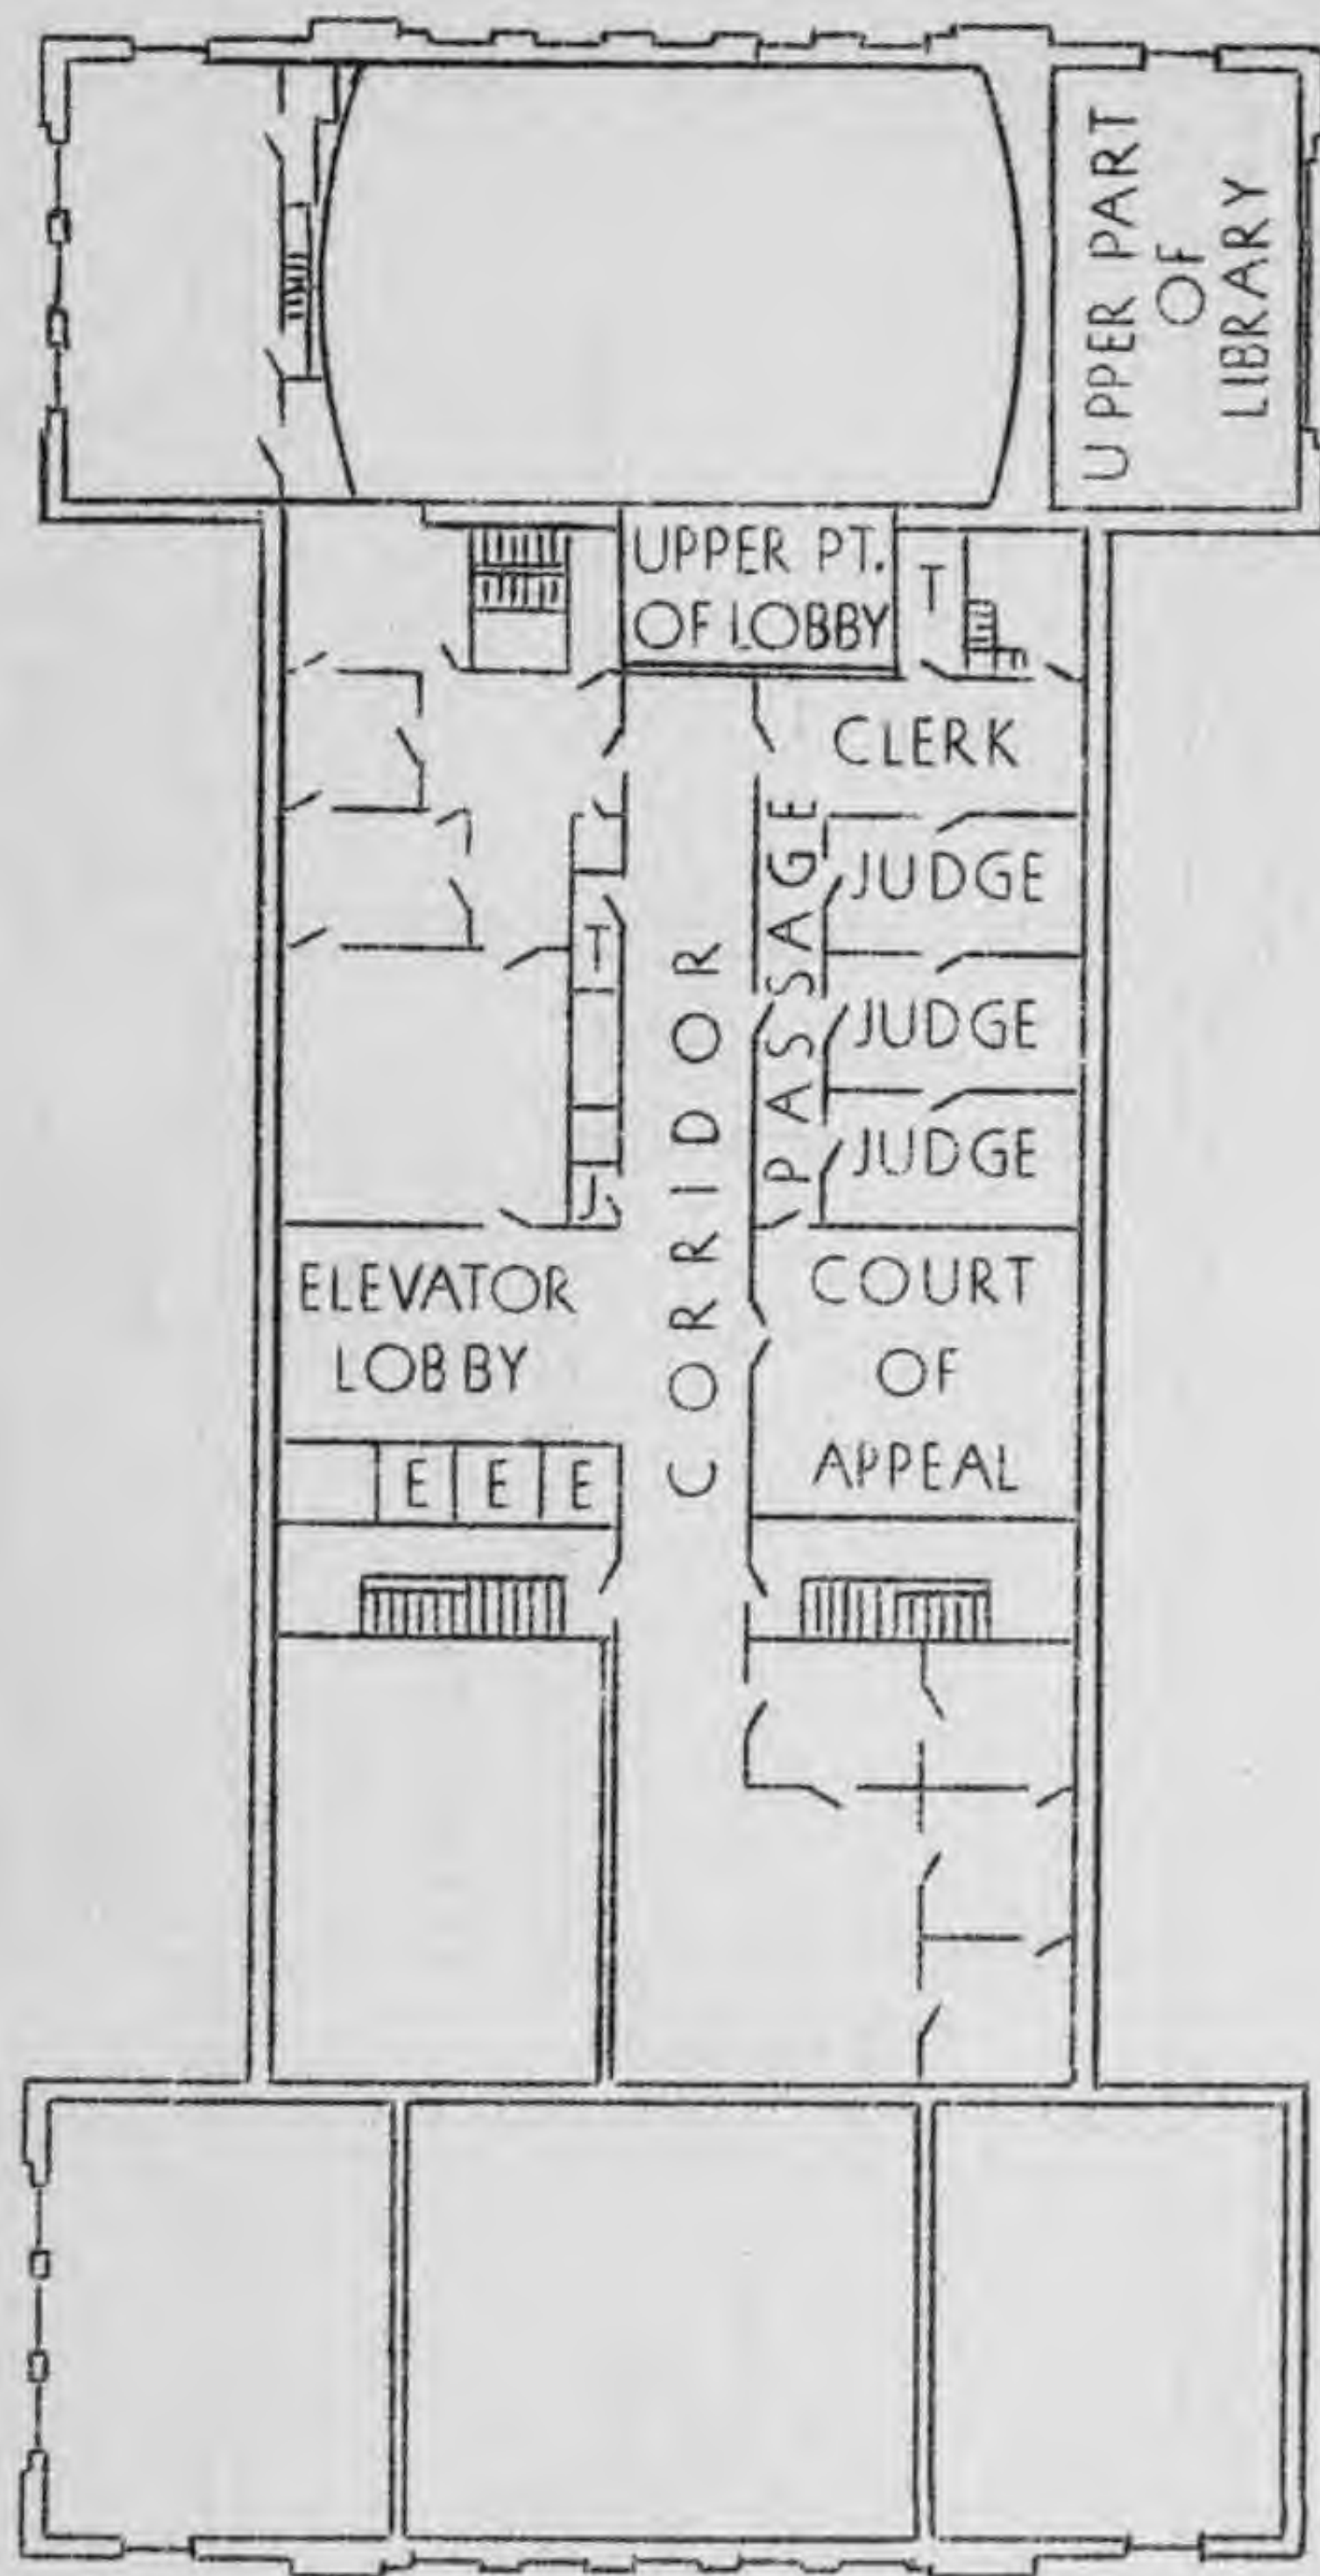 UPPER PART
OF
LIBRARY
UPPER PT.
OF LOBBY
T
CLERK
PASSAGE
JUDGE
T
JUDGE
CORRIDOR
JUDGE
ELEVATOR
LOBBY
COURT
OF
APPEAL
E E E